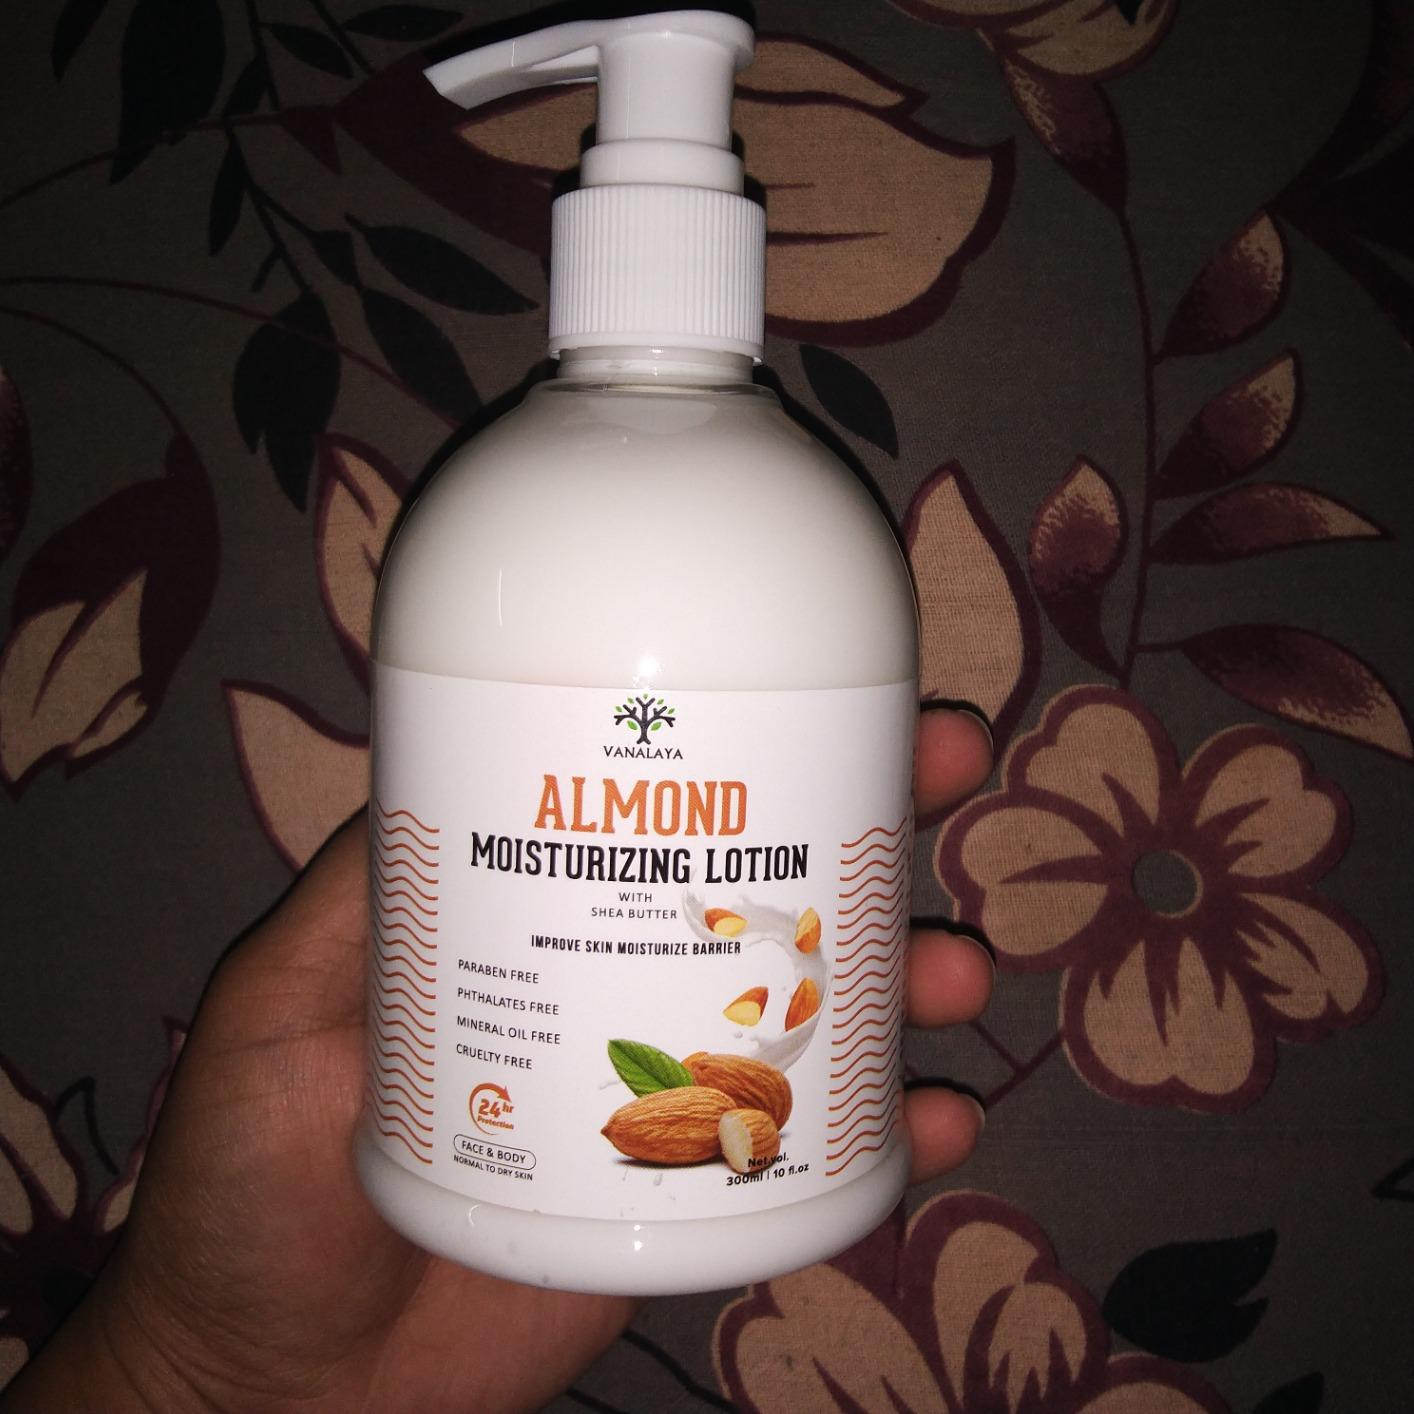 VANALAYA
ALMOND
MOISTURIZING LOTION
WITH
SHEA BUTTER
IMPROVE SKIN MOISTURIZE BARRIER
PARABEN FREE
PHTHALATES FREE
MINERAL OIL FREE
CRUELTY FREE
24hr
Protection
FACE & BODY
NORMAL TO DRY SKIN
Net.vol.
300ml | 10 fl.oz